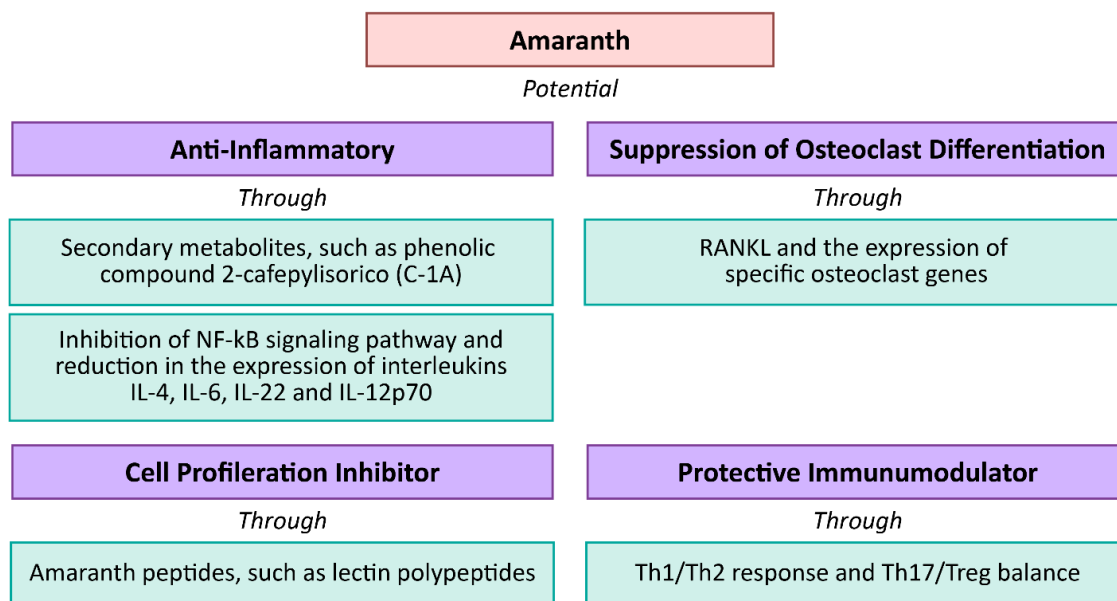 Amaranth
Potential
Anti-Inflammatory
Through
Secondary metabolites, such as phenolic
compound 2-cafepylisorico (C-1A)
Inhibition of NF-kB signaling pathway and
reduction in the expression of interleukins
IL-4, IL-6, IL-22 and IL-12p70
Suppression of Osteoclast Differentiation
Through
RANKL and the expression of
specific osteoclast genes
Cell Profileration Inhibitor
Through
Amaranth peptides, such as lectin polypeptides
Protective Immunumodulator
Through
Th1/Th2 response and Th17/Treg balance